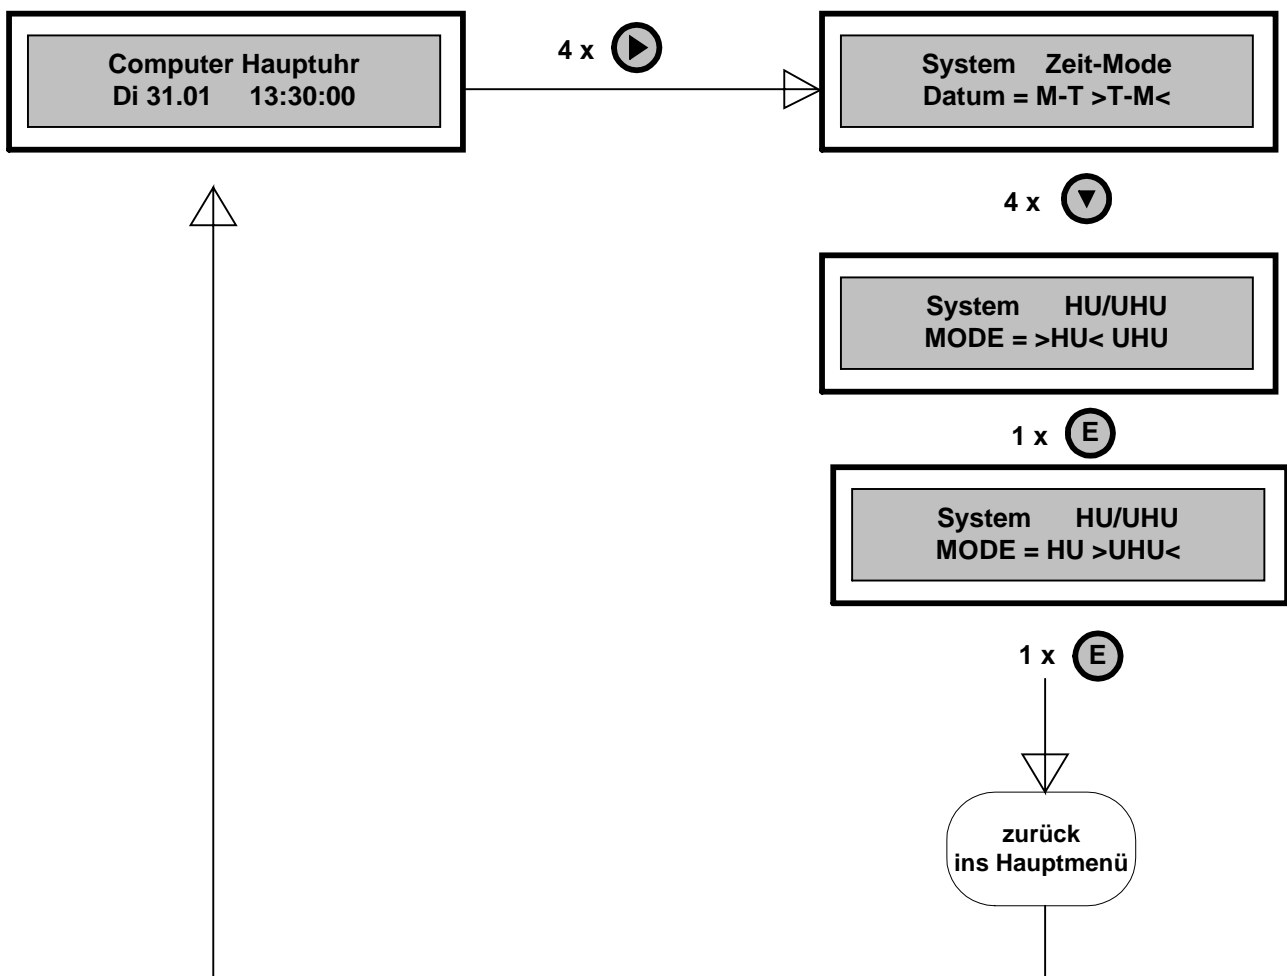 Computer Hauptuhr
Di 31.01 13:30:00
4 x
System Zeit-Mode
Datum = M-T >T-M<
4 x
System HU/UHU
MODE = >HU< UHU
1 x E
System HU/UHU
MODE = HU >UHU<
1 x E
zurück
ins Hauptmenü